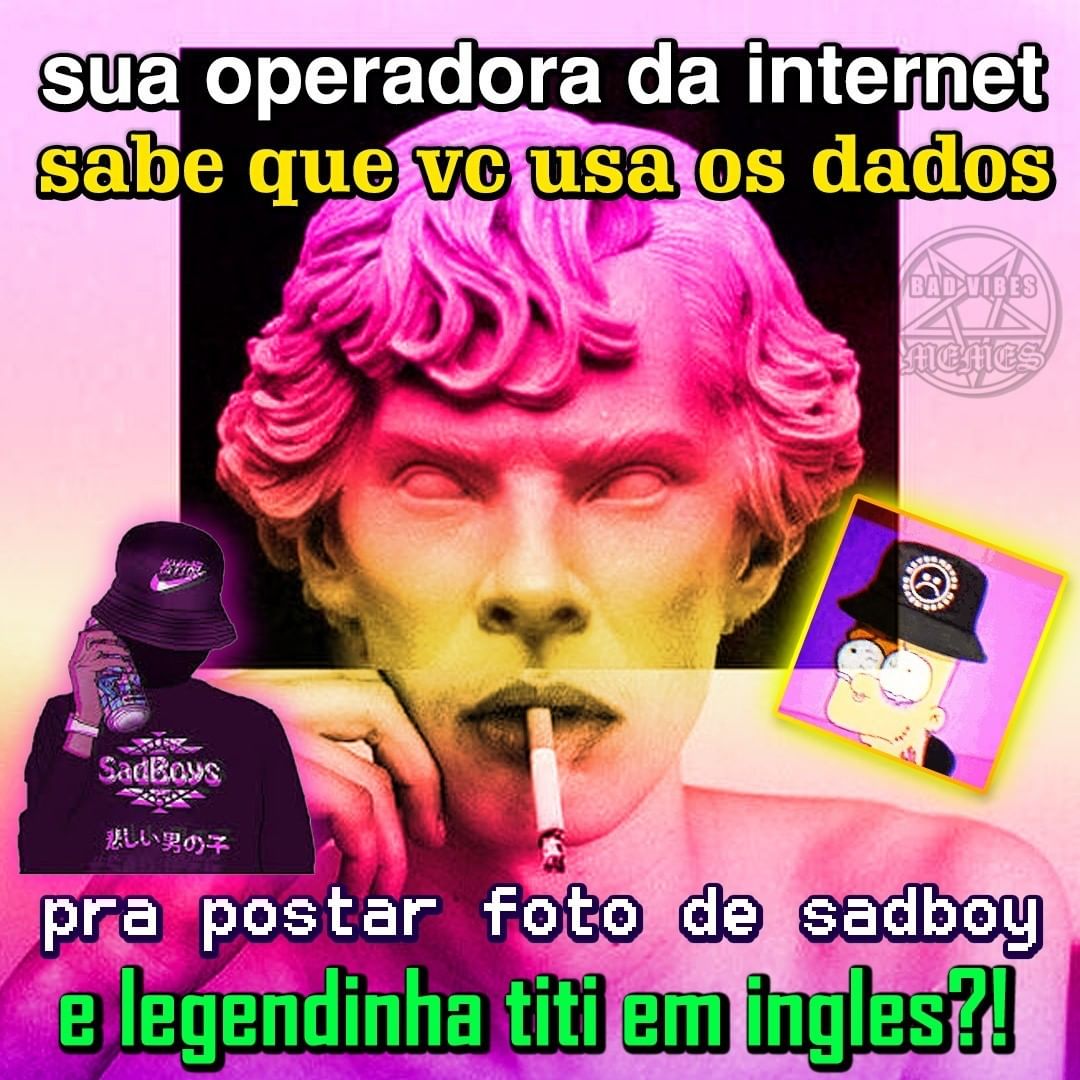 sua operadora da internet
sabe que vc usa os dados
BAD VIBES
MEMES
SadBoys
悲しい男の子
pra postar foto de sadboy
e legendinha titi em ingles?!